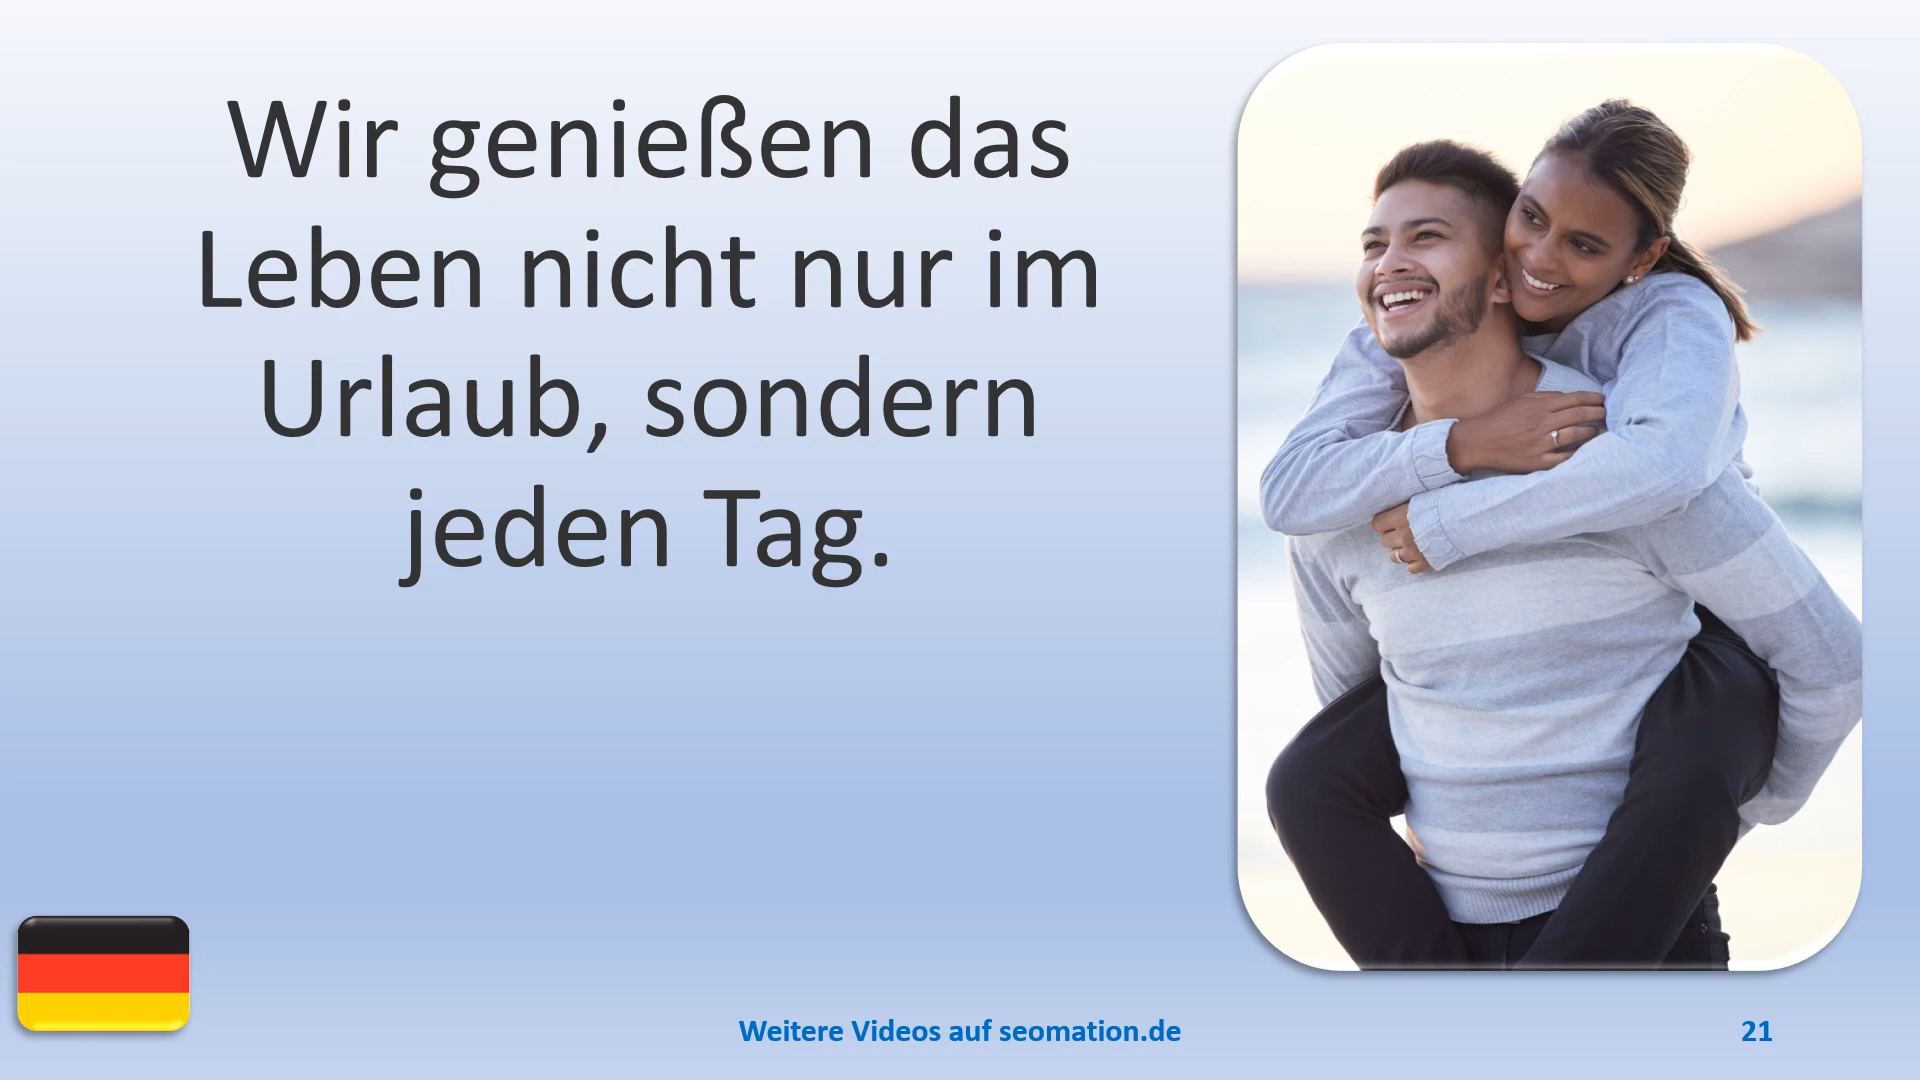 Wir genießen das
Leben nicht nur im
Urlaub, sondern
jeden Tag.
Weitere Videos auf seomation.de
21